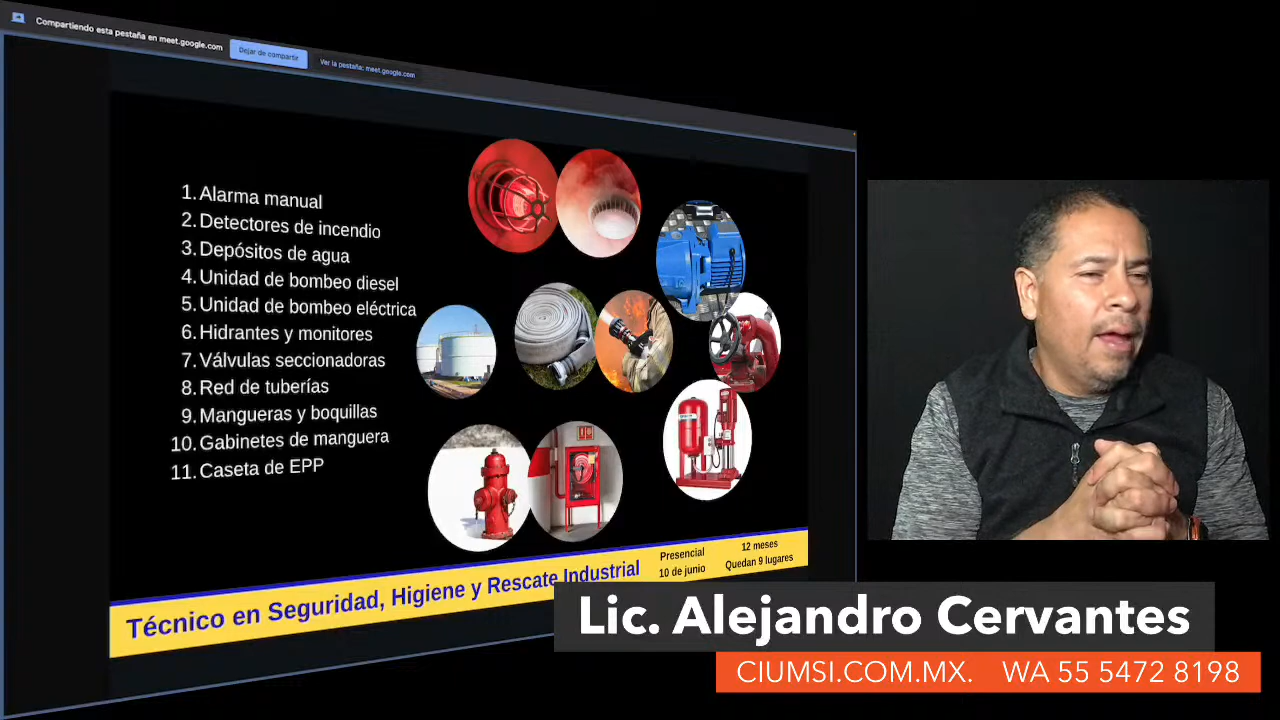 Compartiendo esta pestaña en meet.google.com
Dejar de compartir
Ver la pestaña: meet.google.com
1. Alarma manual
2. Detectores de incendio
3. Depósitos de agua
4. Unidad de bombeo diesel
5. Unidad de bombeo eléctrica
6. Hidrantes y monitores
7. Válvulas seccionadoras
8. Red de tuberías
9. Mangueras y boquillas
10. Gabinetes de manguera
11. Caseta de EPP
Técnico en Seguridad, Higiene y Rescate Industrial
Presencial
10 de junio
12 meses
Quedan 9 lugares
Lic. Alejandro Cervantes
CIUMSI.COM.MX. WA 55 5472 8198